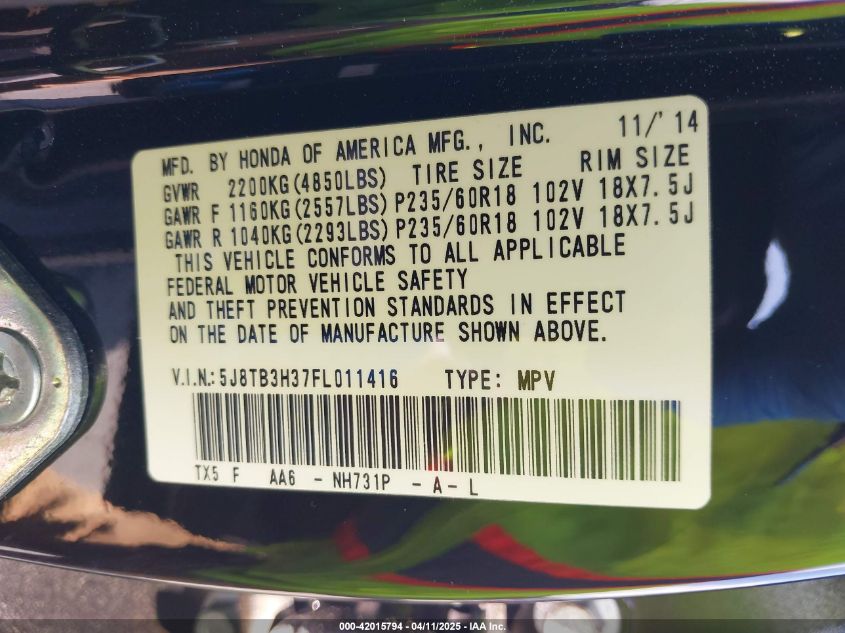 11/'14
MFD. BY HONDA OF AMERICA MFG., INC.
GVWR 2200KG(4850LBS) TIRE SIZE RIM SIZE
GAWR F 1160KG(2557LBS) P235/60R18 102V 18X7.5J
GAWR R 1040KG(2293LBS) P235/60R18 102V 18X7.5J
THIS VEHICLE CONFORMS TO ALL APPLICABLE
FEDERAL MOTOR VEHICLE SAFETY
AND THEFT PREVENTION STANDARDS IN EFFECT
ON THE DATE OF MANUFACTURE SHOWN ABOVE.
V.I.N.: 5J8TB3H37FL011416 TYPE: MPV
TX5 F AA6 - NH731P - A - L
000-42015794 - 04/11/2025 - IAA Inc.